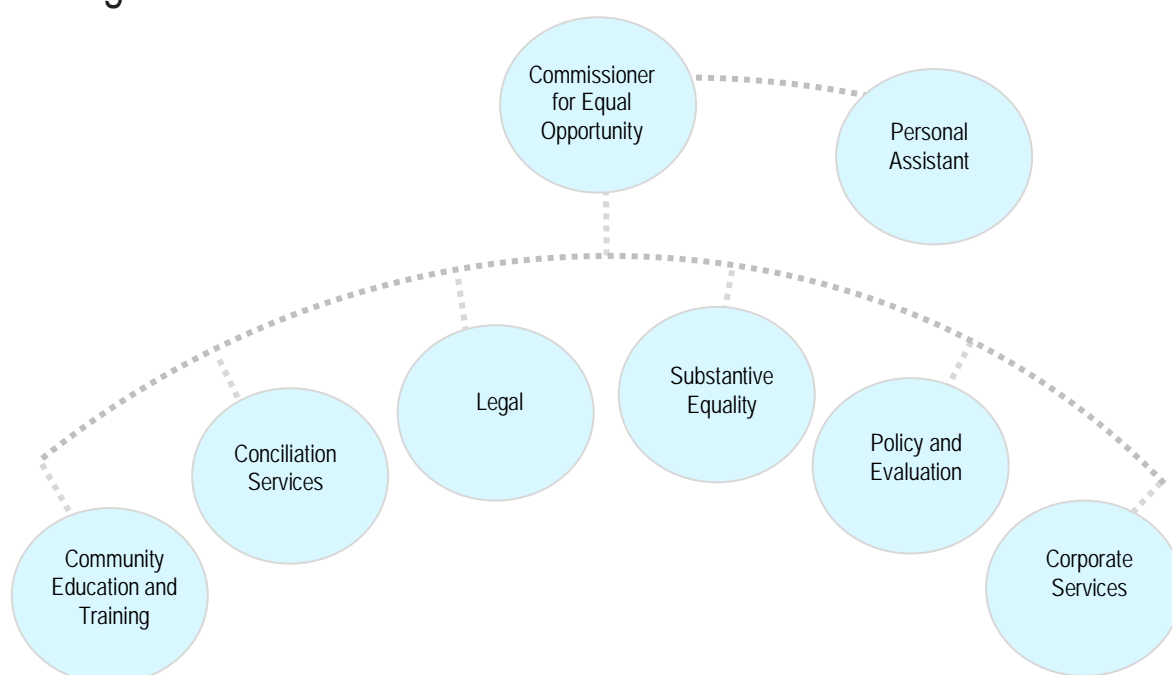 Commissioner
for Equal
Opportunity
Personal
Assistant
Substantive
Equality
Legal
Policy and
Evaluation
Conciliation
Services
Community
Education and
Training
Corporate
Services